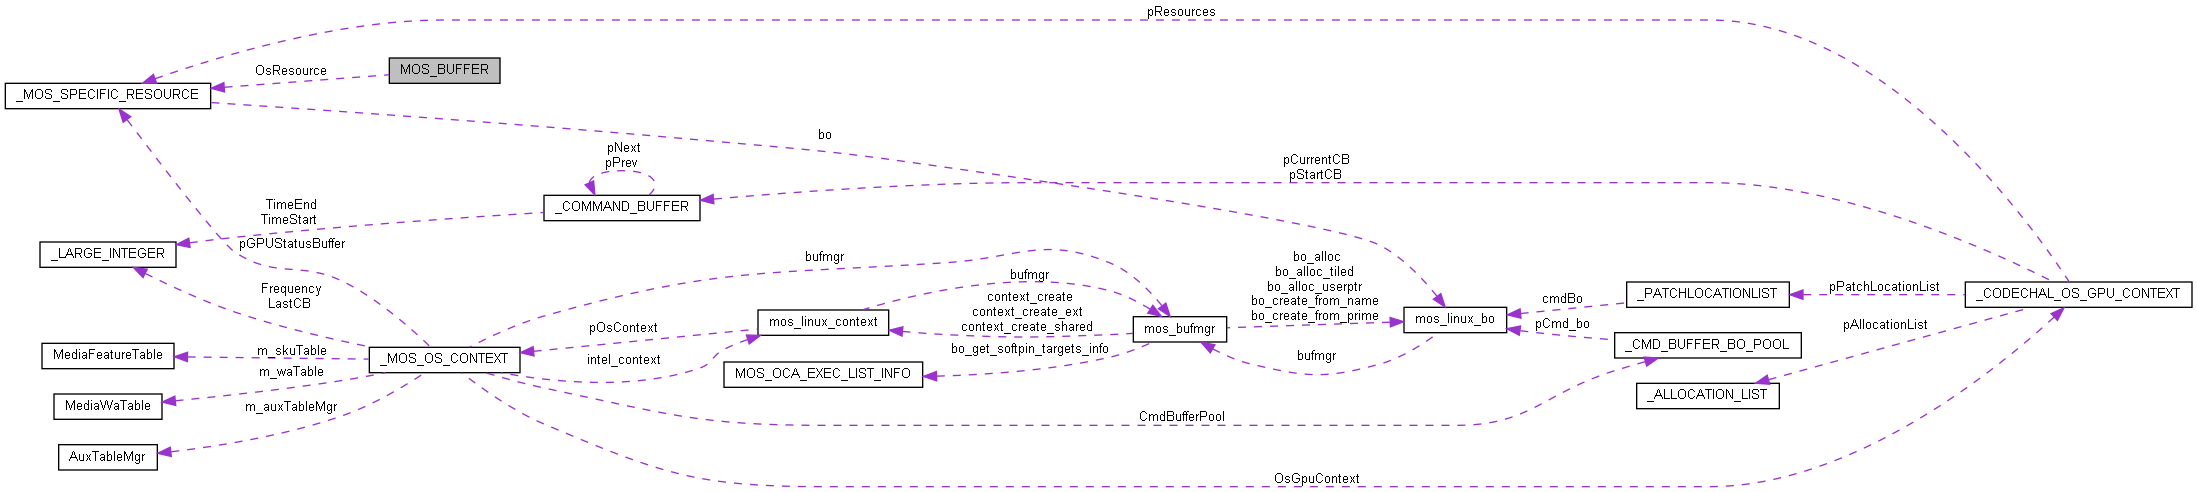 pResources
OsResource
MOS_BUFFER
_MOS_SPECIFIC_RESOURCE
bo
pNext
pPrev
pCurrentCB
pStartCB
_COMMAND_BUFFER
TimeEnd
TimeStart
pGPUStatusBuffer
_LARGE_INTEGER
bufmgr
bufmgr
Frequency
LastCB
context_create
context_create_ext
context_create_shared
bo_alloc
bo_alloc_tiled
bo_alloc_userptr
bo_create_from_name
bo_create_from_prime
cmdBo
_PATCHLOCATIONLIST
pPatchLocationList
_CODECHAL_OS_GPU_CONTEXT
mos_linux_context
mos_bufmgr
mos_linux_bo
pOsContext
pCmd_bo
pAllocationList
_CMD_BUFFER_BO_POOL
MediaFeatureTable
m_skuTable
_MOS_OS_CONTEXT
intel_context
bo_get_softpin_targets_info
bufmgr
m_waTable
MOS_OCA_EXEC_LIST_INFO
_ALLOCATION_LIST
MediaWaTable
m_auxTableMgr
CmdBufferPool
AuxTableMgr
OsGpuContext